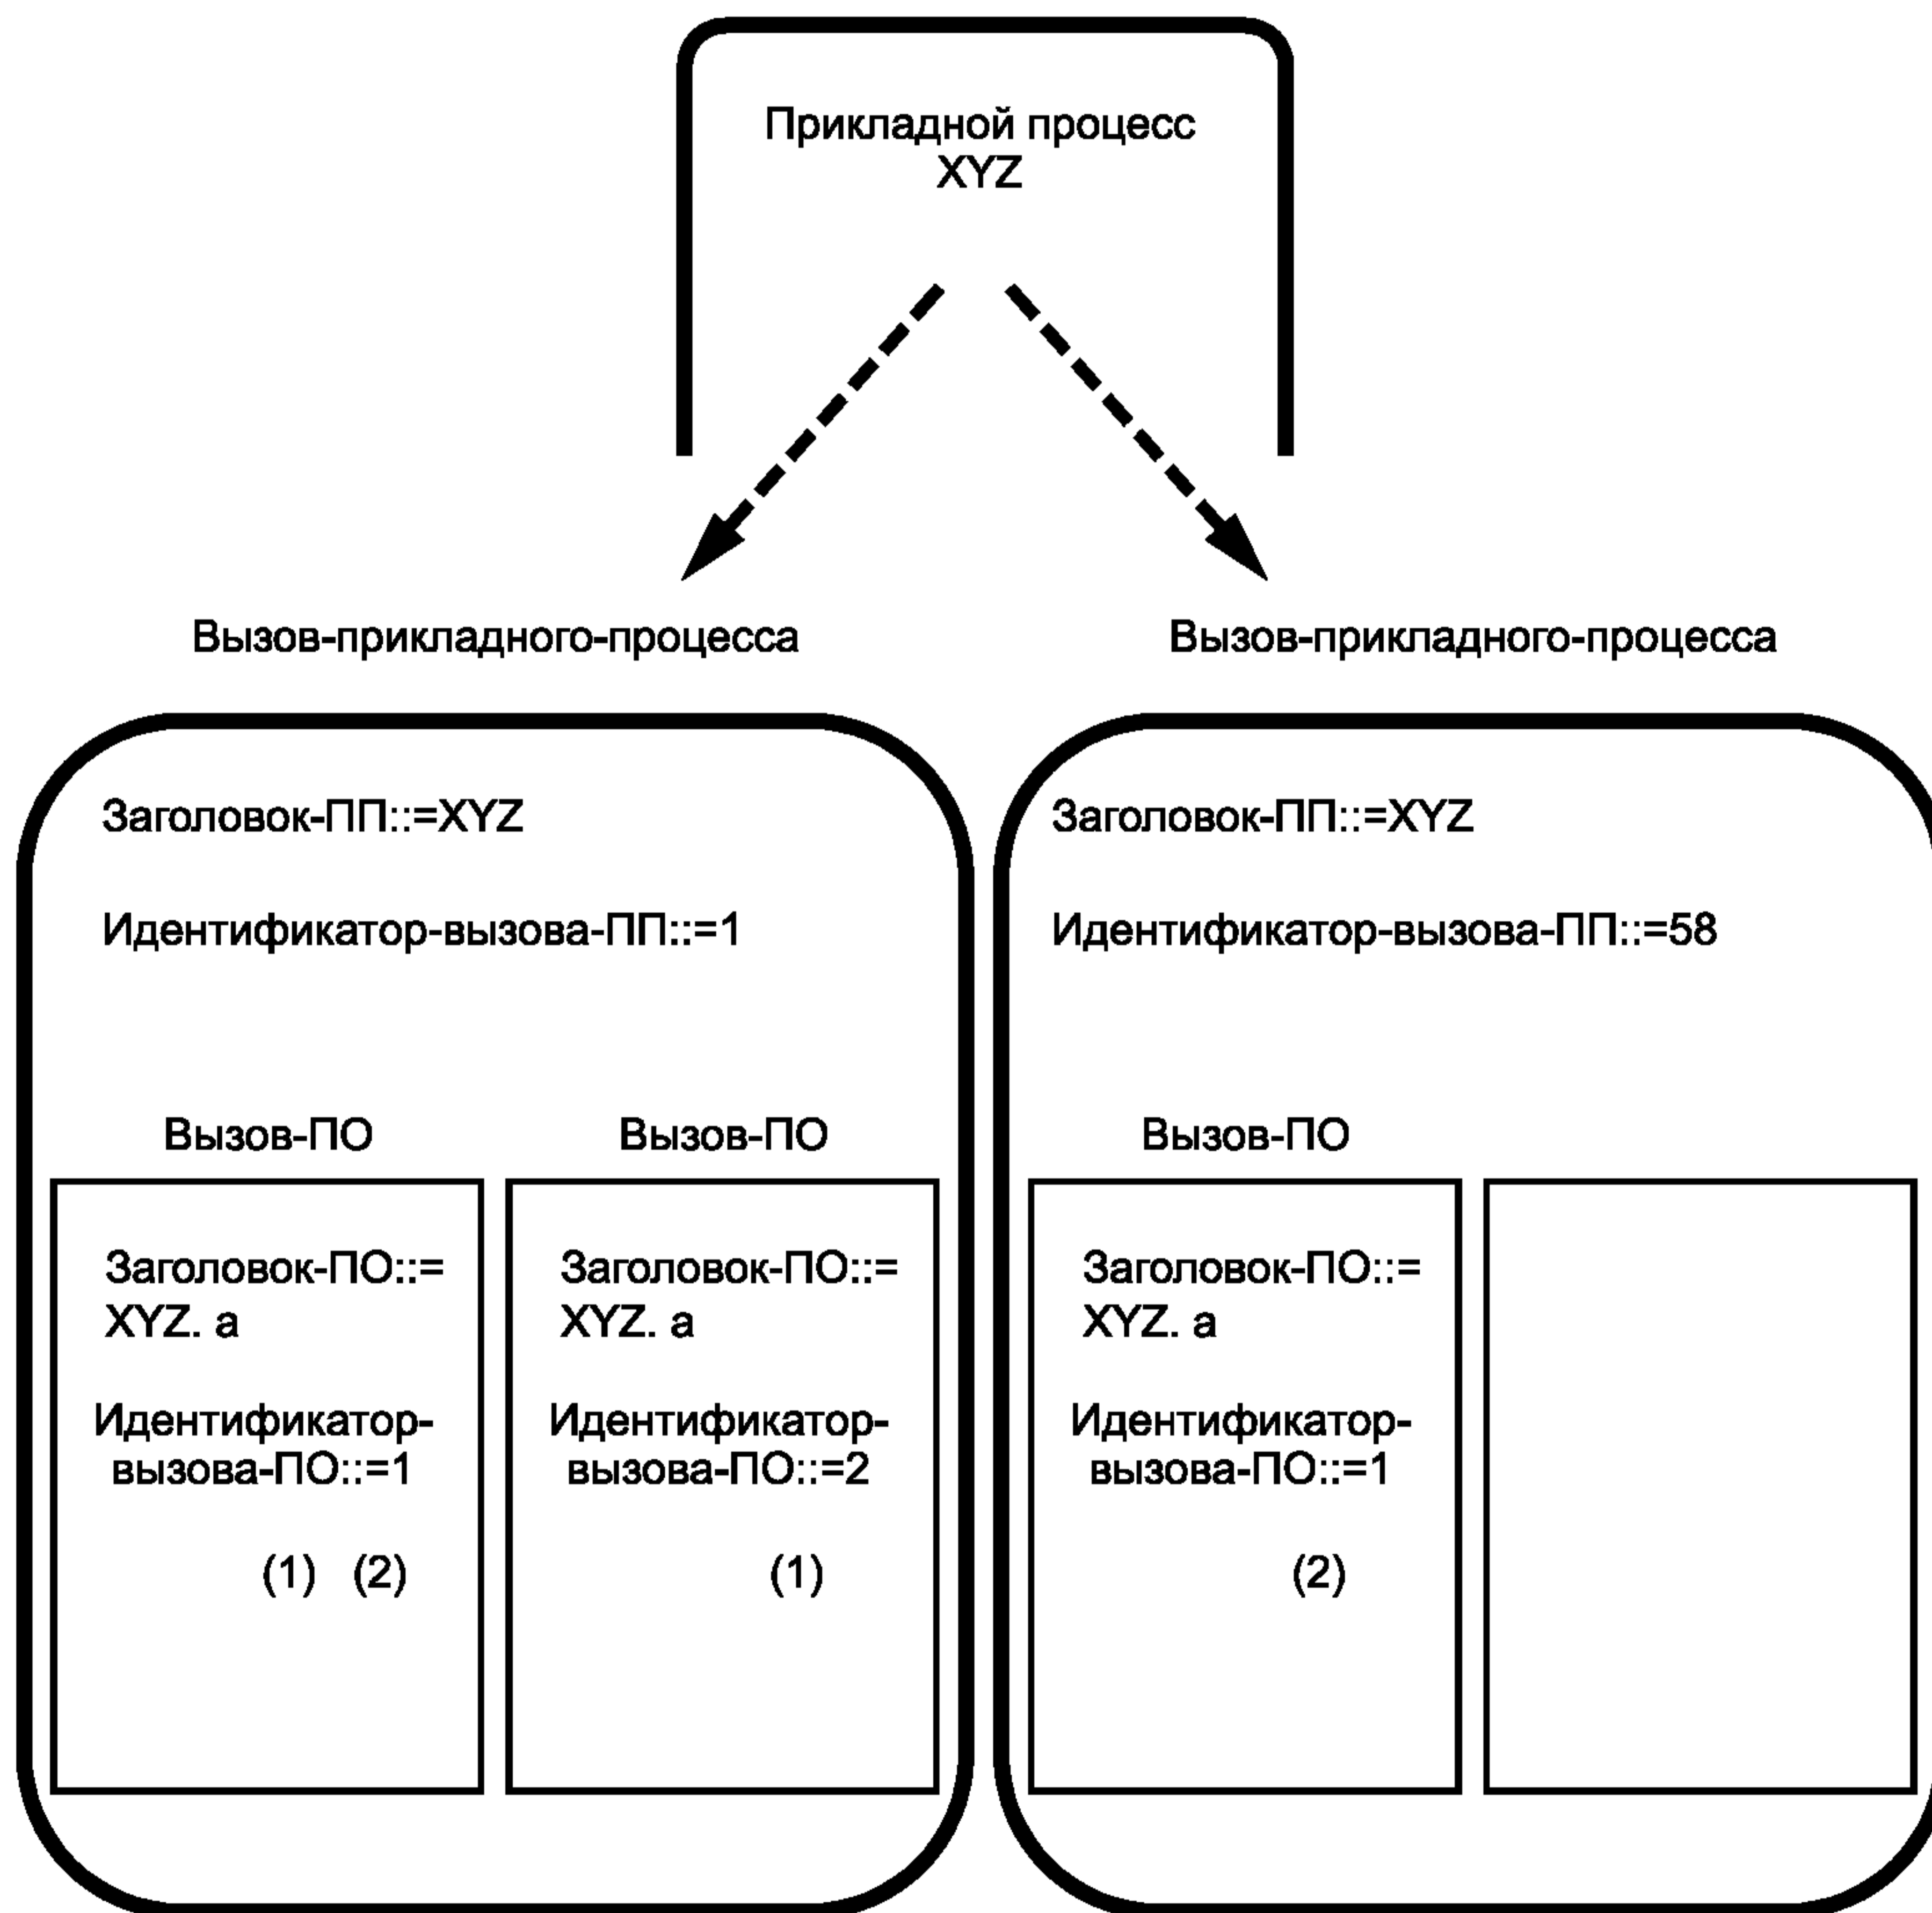 Прикладной процесс
XYZ
Вызов-прикладного-процесса
Вызов-прикладного-процесса
Заголовок-ПП::=XYZ
Идентификатор-вызова-ПП::=1
Вызов-ПО
Вызов-ПО
Заголовок-ПО::=
XYZ. a
Идентификатор-
вызова-ПО::=1
(1) (2)
Заголовок-ПО::=
XYZ. a
Идентификатор-
вызова-ПО::=2
(1)
Заголовок-ПП::=XYZ
Идентификатор-вызова-ПП::=58
Вызов-ПО
Заголовок-ПО::=
XYZ. a
Идентификатор-
вызова-ПО::=1
(2)